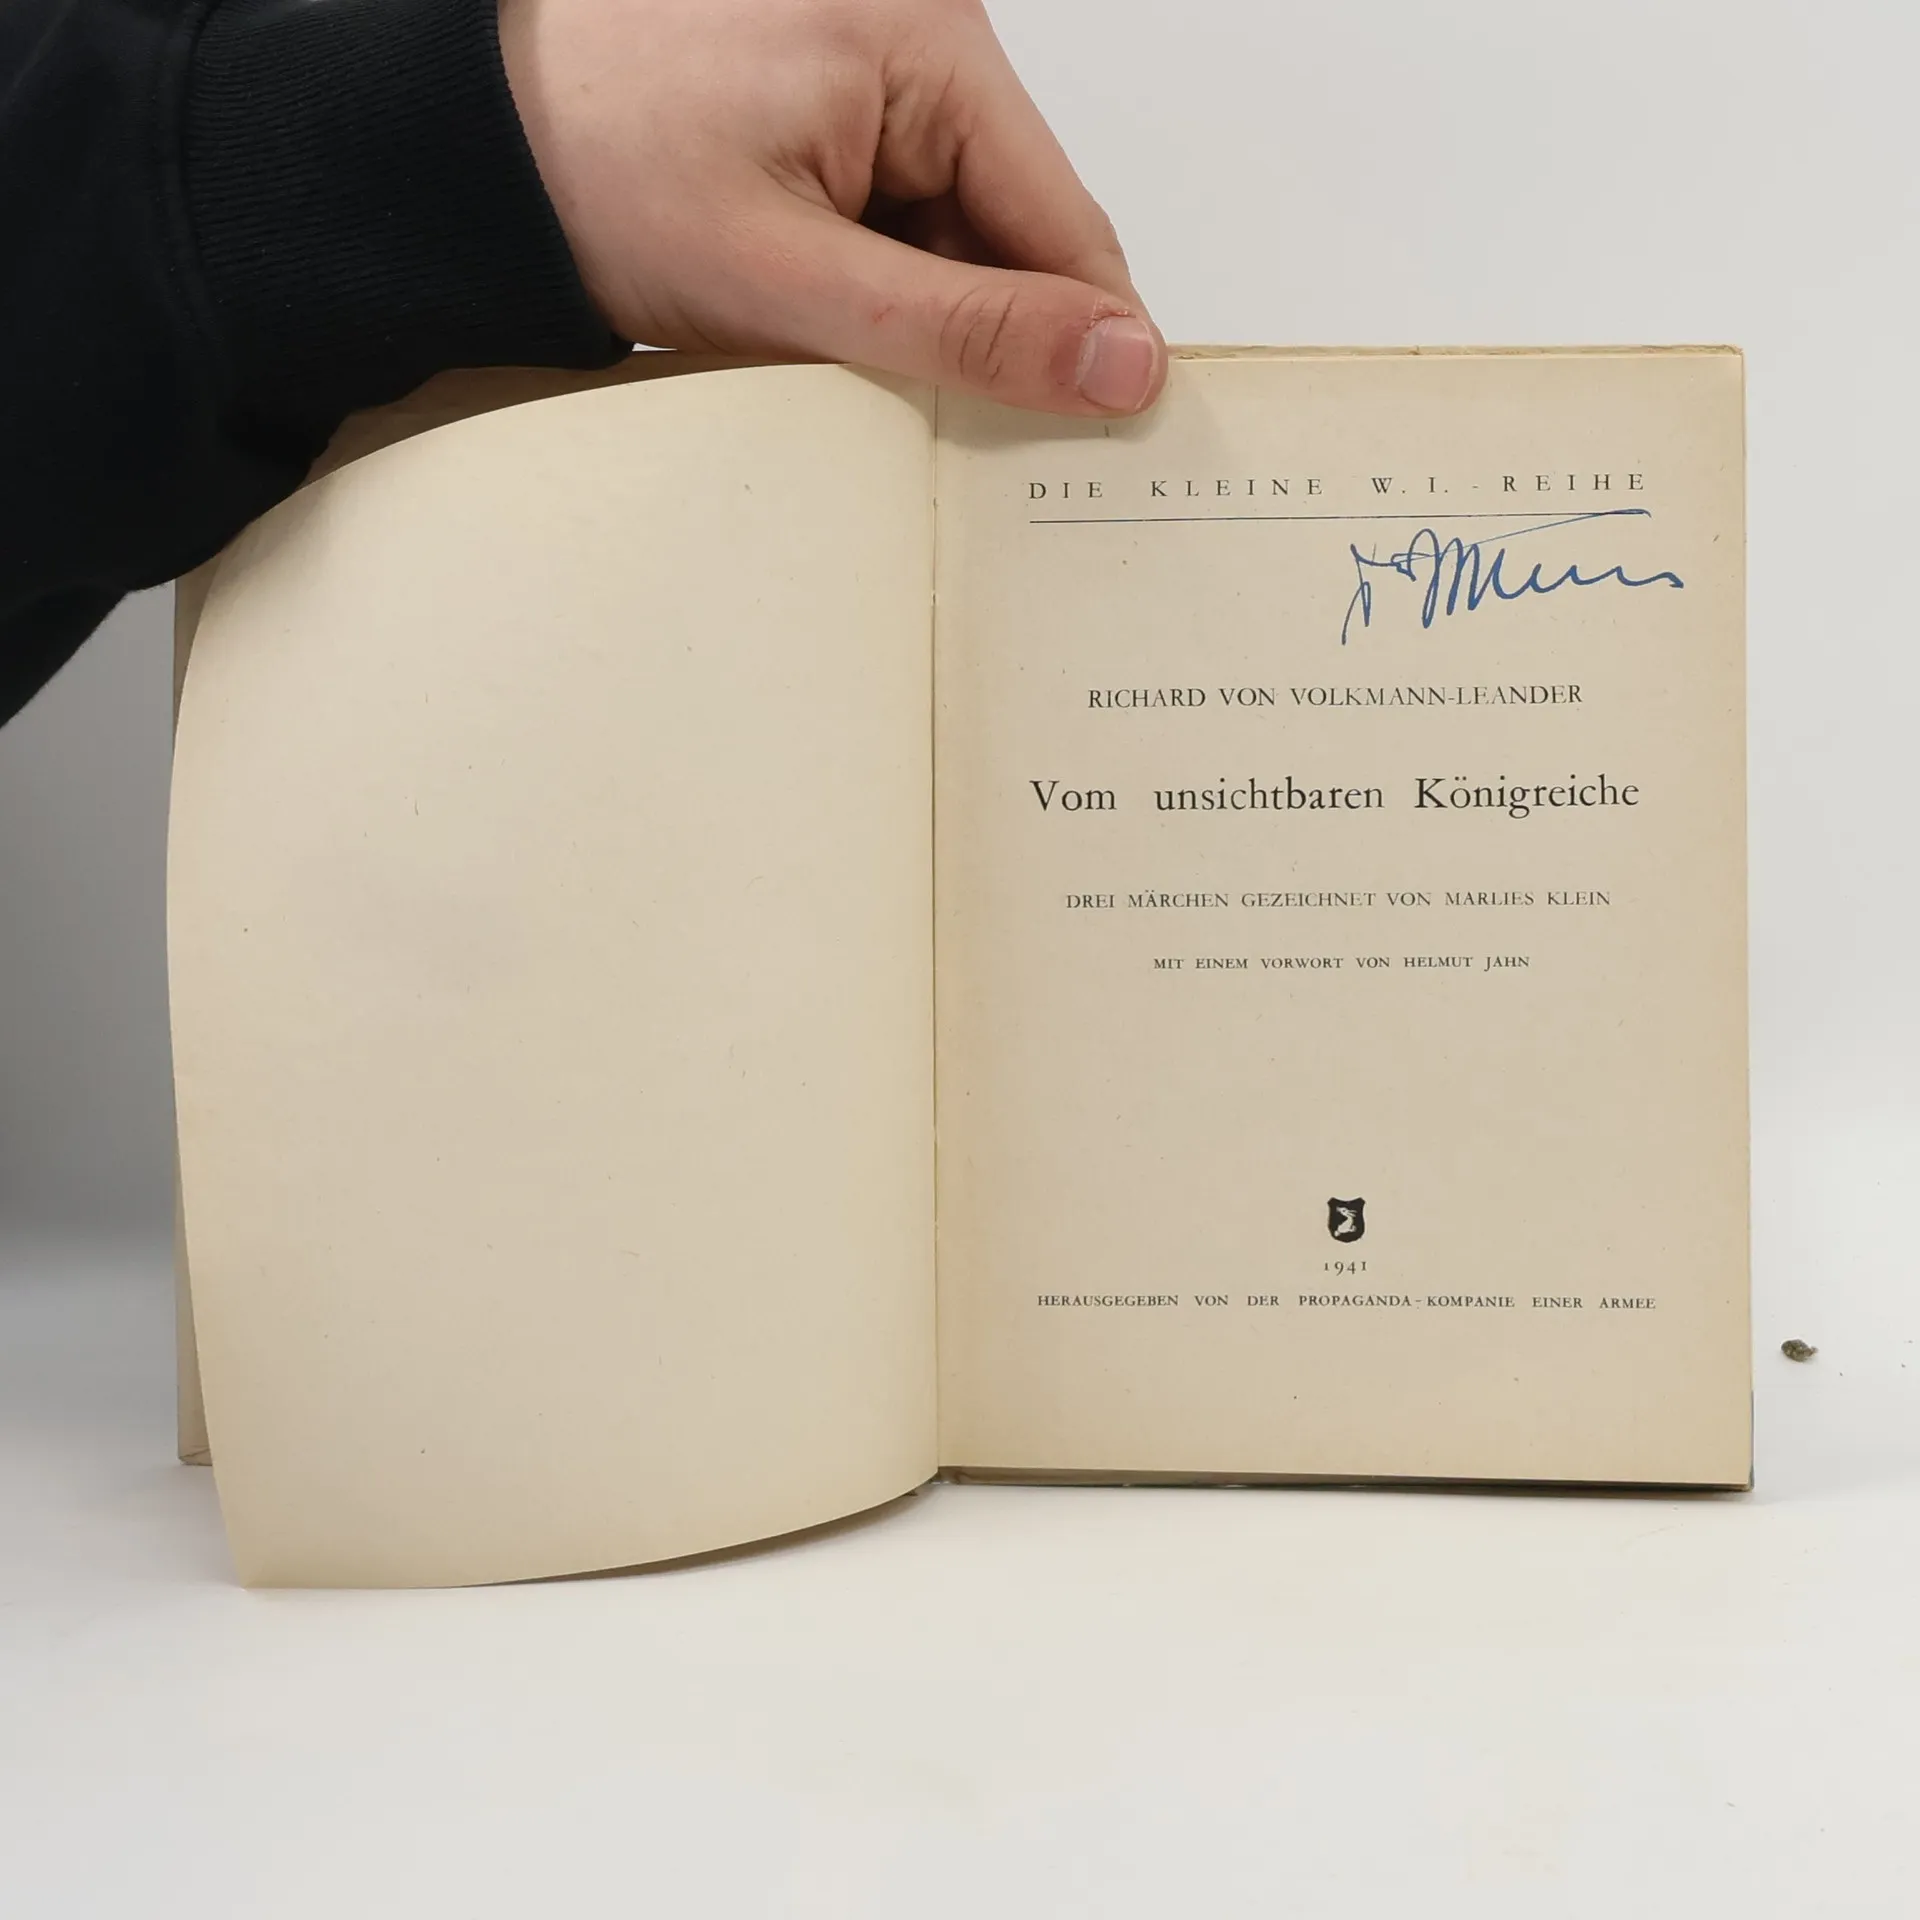 DIE KLEINE W. I. - REIHE
RICHARD VON VOLKMANN-LEANDER
Vom unsichtbaren Königreiche
DREI MÄRCHEN GEZEICHNET VON MARLIES KLEIN
MIT EINEM VORWORT VON HELMUT JAHN
1941
HERAUSGEGEBEN VON DER PROPAGANDA-KOMPANIE EINER ARMEE